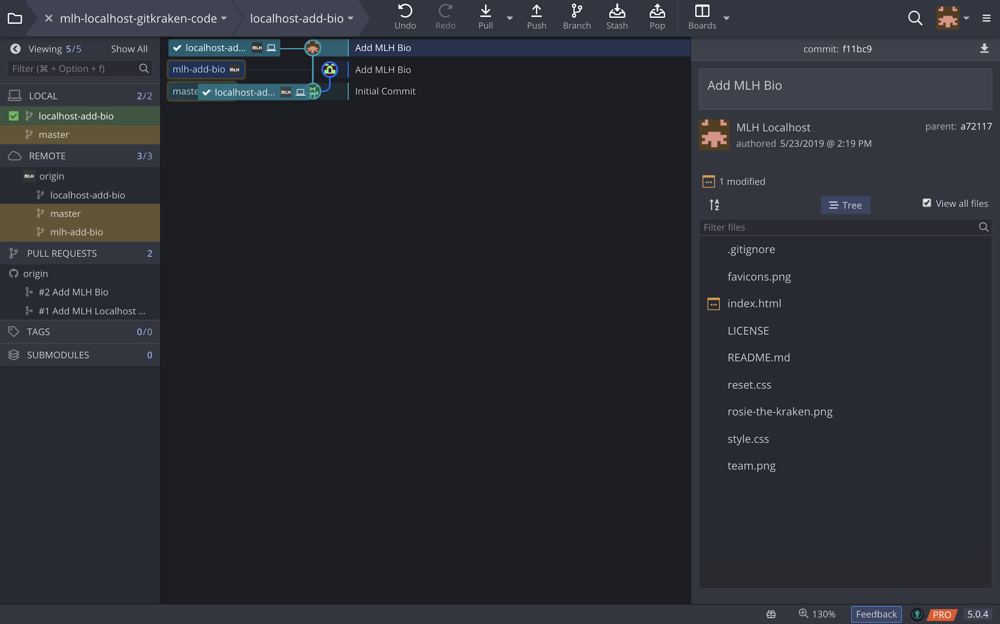 mlh-localhost-gitkraken-code
localhost-add-bio
Undo
Redo
Pull
Push
Branch
Stash
Pop
Boards
Viewing 5/5
Show All
Filter (⌘ + Option + f)
LOCAL 2/2
localhost-add-bio
master
REMOTE 3/3
MLH origin
localhost-add-bio
master
mlh-add-bio
PULL REQUESTS 2
origin
#2 Add MLH Bio
#1 Add MLH Localhost ...
TAGS 0/0
SUBMODULES 0
localhost-ad... MLH
Add MLH Bio
mlh-add-bio MLH
Add MLH Bio
master
localhost-ad... MLH
Initial Commit
commit: f11bc9
Add MLH Bio
MLH Localhost
parent: a72117
authored 5/23/2019 @ 2:19 PM
1 modified
A
Z
Tree
View all files
Filter files
.gitignore
favicons.png
index.html
LICENSE
README.md
reset.css
rosie-the-kraken.png
style.css
team.png
130%
Feedback
PRO
5.0.4